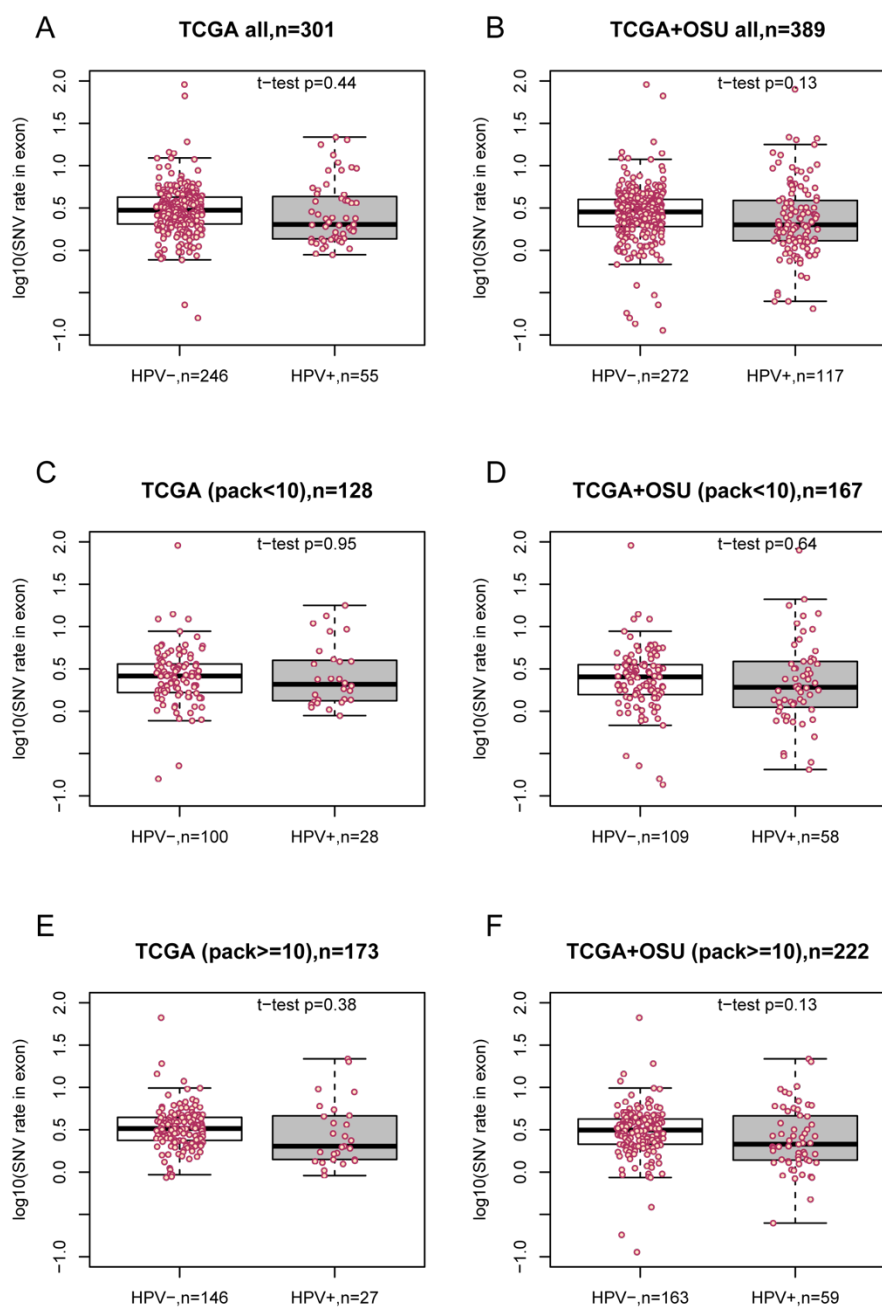 A
TCGA all,n=301
t−test p=0.44
log10(SNV rate in exon)
2.0
1.5
1.0
0.5
0.0
−1.0
HPV−,n=246
HPV+,n=55
B
TCGA+OSU all,n=389
t−test p=0.13
log10(SNV rate in exon)
2.0
1.5
1.0
0.5
0.0
−1.0
HPV−,n=272
HPV+,n=117
C
TCGA (pack<10),n=128
t−test p=0.95
log10(SNV rate in exon)
2.0
1.5
1.0
0.5
0.0
−1.0
HPV−,n=100
HPV+,n=28
D
TCGA+OSU (pack<10),n=167
t−test p=0.64
log10(SNV rate in exon)
2.0
1.5
1.0
0.5
0.0
−1.0
HPV−,n=109
HPV+,n=58
E
TCGA (pack>=10),n=173
t−test p=0.38
log10(SNV rate in exon)
2.0
1.5
1.0
0.5
0.0
−1.0
HPV−,n=146
HPV+,n=27
F
TCGA+OSU (pack>=10),n=222
t−test p=0.13
log10(SNV rate in exon)
2.0
1.5
1.0
0.5
0.0
−1.0
HPV−,n=163
HPV+,n=59